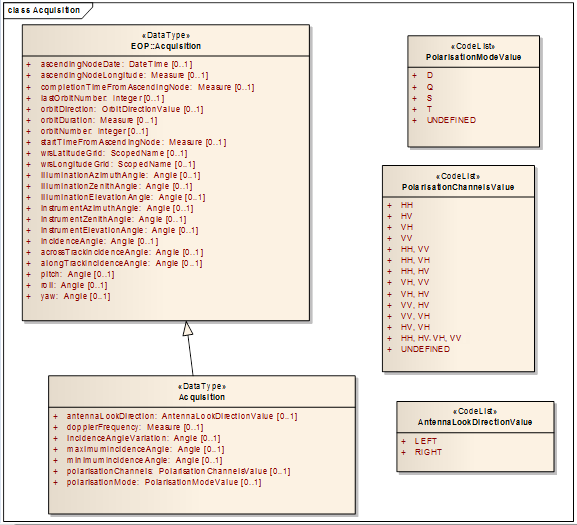 class Acquisition
«DataType»
EOP::Acquisition
+ ascendingNodeDate: DateTime [0..1]
+ ascendingNodeLongitude: Measure [0..1]
+ completionTimeFromAscendingNode: Measure [0..1]
+ lastOrbitNumber: Integer [0..1]
+ orbitDirection: OrbitDirectionValue [0..1]
+ orbitDuration: Measure [0..1]
+ orbitNumber: Integer [0..1]
+ startTimeFromAscendingNode: Measure [0..1]
+ wrsLatitudeGrid: ScopedName [0..1]
+ wrsLongitudeGrid: ScopedName [0..1]
+ illuminationAzimuthAngle: Angle [0..1]
+ illuminationZenithAngle: Angle [0..1]
+ illuminationElevationAngle: Angle [0..1]
+ instrumentAzimuthAngle: Angle [0..1]
+ instrumentZenithAngle: Angle [0..1]
+ instrumentElevationAngle: Angle [0..1]
+ incidenceAngle: Angle [0..1]
+ acrossTrackIncidenceAngle: Angle [0..1]
+ alongTrackIncidenceAngle: Angle [0..1]
+ pitch: Angle [0..1]
+ roll: Angle [0..1]
+ yaw: Angle [0..1]
«DataType»
Acquisition
+ antennaLookDirection: AntennaLookDirectionValue [0..1]
+ dopplerFrequency: Measure [0..1]
+ incidenceAngleVariation: Angle [0..1]
+ maximumIncidenceAngle: Angle [0..1]
+ minimumIncidenceAngle: Angle [0..1]
+ polarisationChannels: PolarisationChannelsValue [0..1]
+ polarisationMode: PolarisationModeValue [0..1]
«CodeList»
PolarisationModeValue
+ D
+ Q
+ S
+ T
+ UNDEFINED
«CodeList»
PolarisationChannelsValue
+ HH
+ HV
+ VH
+ VV
+ HH, VV
+ HH, VH
+ HH, HV
+ VH, VV
+ VH, HV
+ VV, HV
+ VV, VH
+ HV, VH
+ HH, HV, VH, VV
+ UNDEFINED
«CodeList»
AntennaLookDirectionValue
+ LEFT
+ RIGHT